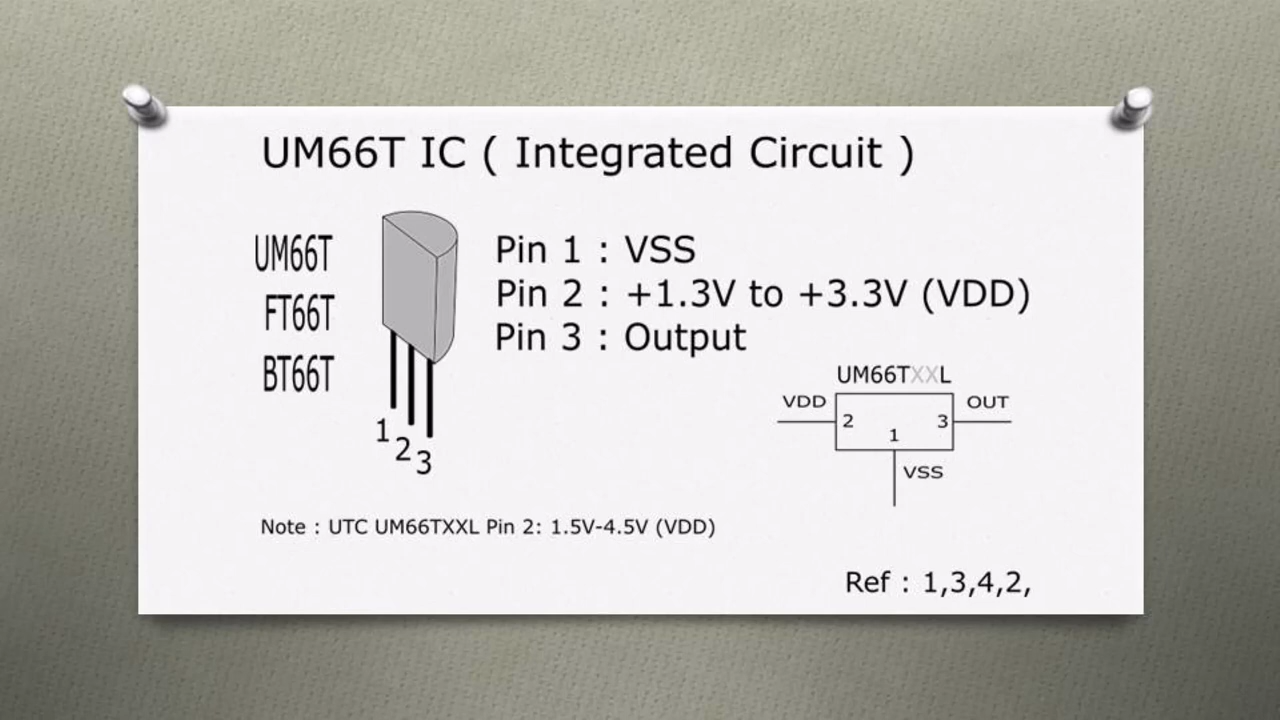 UM66T IC ( Integrated Circuit )
UM66T
FT66T
BT66T
1
2
3
Pin 1 : VSS
Pin 2 : +1.3V to +3.3V (VDD)
Pin 3 : Output
UM66TXXL
VDD
2
1
3
OUT
VSS
Note : UTC UM66TXXL Pin 2: 1.5V-4.5V (VDD)
Ref : 1,3,4,2,